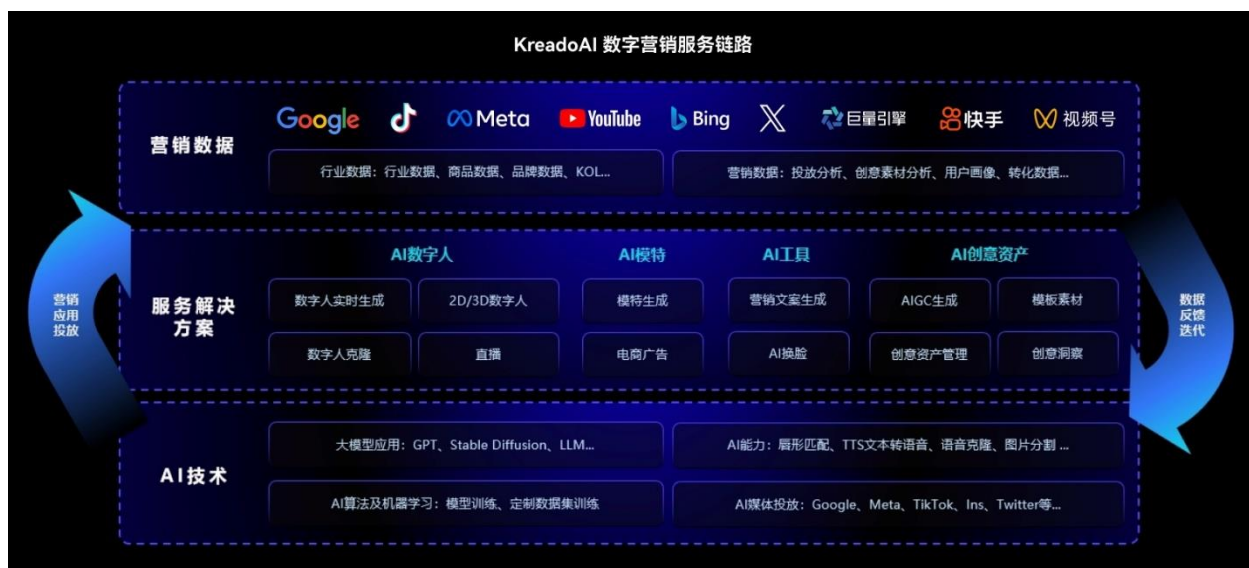 KreadoAI 数字营销服务链路
营销数据
Google
Meta
YouTube
Bing
巨量引擎
快手
视频号
行业数据：行业数据、商品数据、品牌数据、KOL...
营销数据：投放分析、创意素材分析、用户画像、转化数据...
营销
应用
投放
服务解决
方案
AI数字人
AI模特
AI工具
AI创意资产
数字人实时生成
2D/3D数字人
模特生成
营销文案生成
AIGC生成
模板素材
数字人克隆
直播
电商广告
AI换脸
创意资产管理
创意洞察
数据
反馈
迭代
AI技术
大模型应用：GPT、Stable Diffusion、LLM...
AI能力：唇形匹配、TTS文本转语音、语音克隆、图片分割 ...
AI算法及机器学习：模型训练、定制数据集训练
AI媒体投放：Google、Meta、TikTok、Ins、Twitter等...